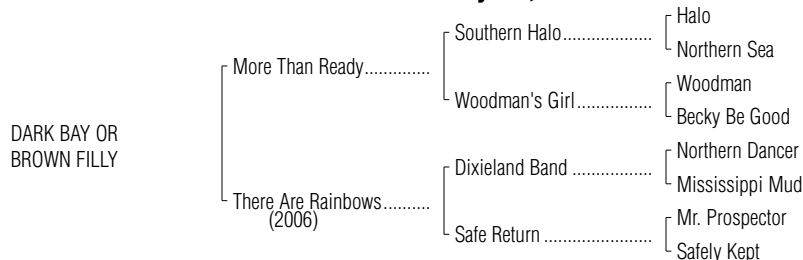 Halo
Southern Halo....................
Northern Sea
More Than Ready..............
Woodman
Woodman's Girl.................
Becky Be Good
DARK BAY OR
BROWN FILLY
Northern Dancer
Dixieland Band ..................
Mississippi Mud
There Are Rainbows..........
(2006)
Mr. Prospector
Safe Return ........................
Safely Kept